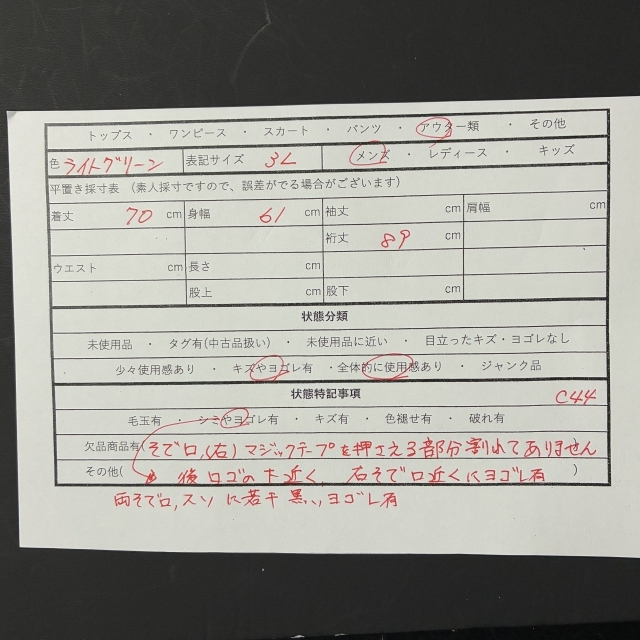 トップス ・ ワンピース ・ スカート ・ パンツ ・ アウター類 ・ その他
色 ライトグリーン 表記サイズ 3L メンズ ・ レディース ・ キッズ
平置き採寸表 （素人採寸ですので、誤差がでる場合がございます）
着丈 70 cm 身幅 61 cm 袖丈 cm 肩幅 cm
裄丈 89 cm
ウエスト cm 長さ cm cm
股上 cm 股下 cm
状態分類
未使用品 ・ タグ有(中古品扱い) ・ 未使用品に近い ・ 目立ったキズ・ヨゴレなし
少々使用感あり ・ キズやヨゴレ有 ・全体的に使用感あり ・ ジャンク品
状態特記事項 C44
毛玉有 ・ シミやヨゴレ有 ・ キズ有 ・ 色褪せ有 ・ 破れ有
欠品商品有(そで口,(右) マジックテープを押さえる部分割れてありません
その他( 後ロゴの下近く, 右そで口近くにヨゴレ有 )
両そで口,スソに若干黒い,ヨゴレ有